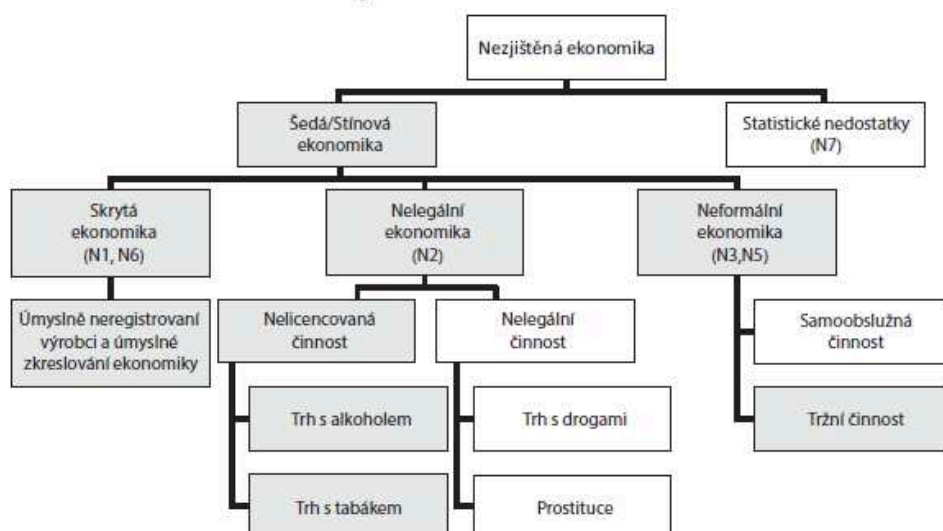 Nezjištěná ekonomika
Šedá/Stínová
ekonomika
Statistické nedostatky
(N7)
Skrytá
ekonomika
(N1, N6)
Nelegální
ekonomika
(N2)
Neformální
ekonomika
(N3,N5)
Úmyslně neregistrovaní
výrobci a úmyslné
zkreslování ekonomiky
Nelicencovaná
činnost
Nelegální
činnost
Samoobslužná
činnost
Trh s alkoholem
Trh s drogami
Tržní činnost
Trh s tabákem
Prostituce